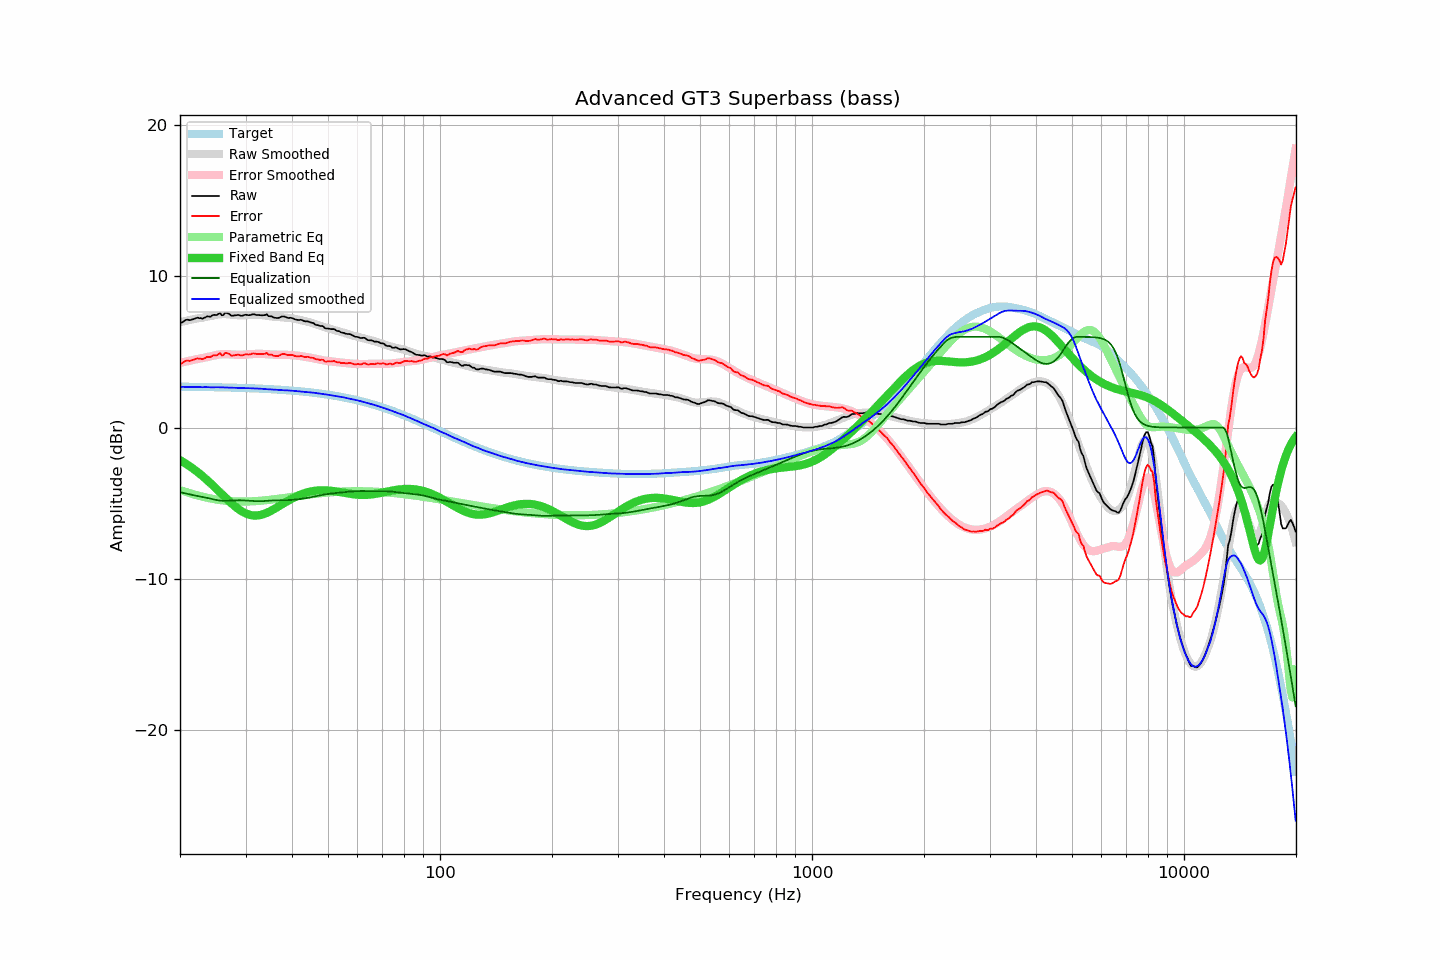 Advanced GT3 Superbass (bass)
Target
Raw Smoothed
Error Smoothed
Raw
Error
Parametric Eq
Fixed Band Eq
Equalization
Equalized smoothed
20
10
0
−10
−20
Amplitude (dBr)
100 1000 10000
Frequency (Hz)